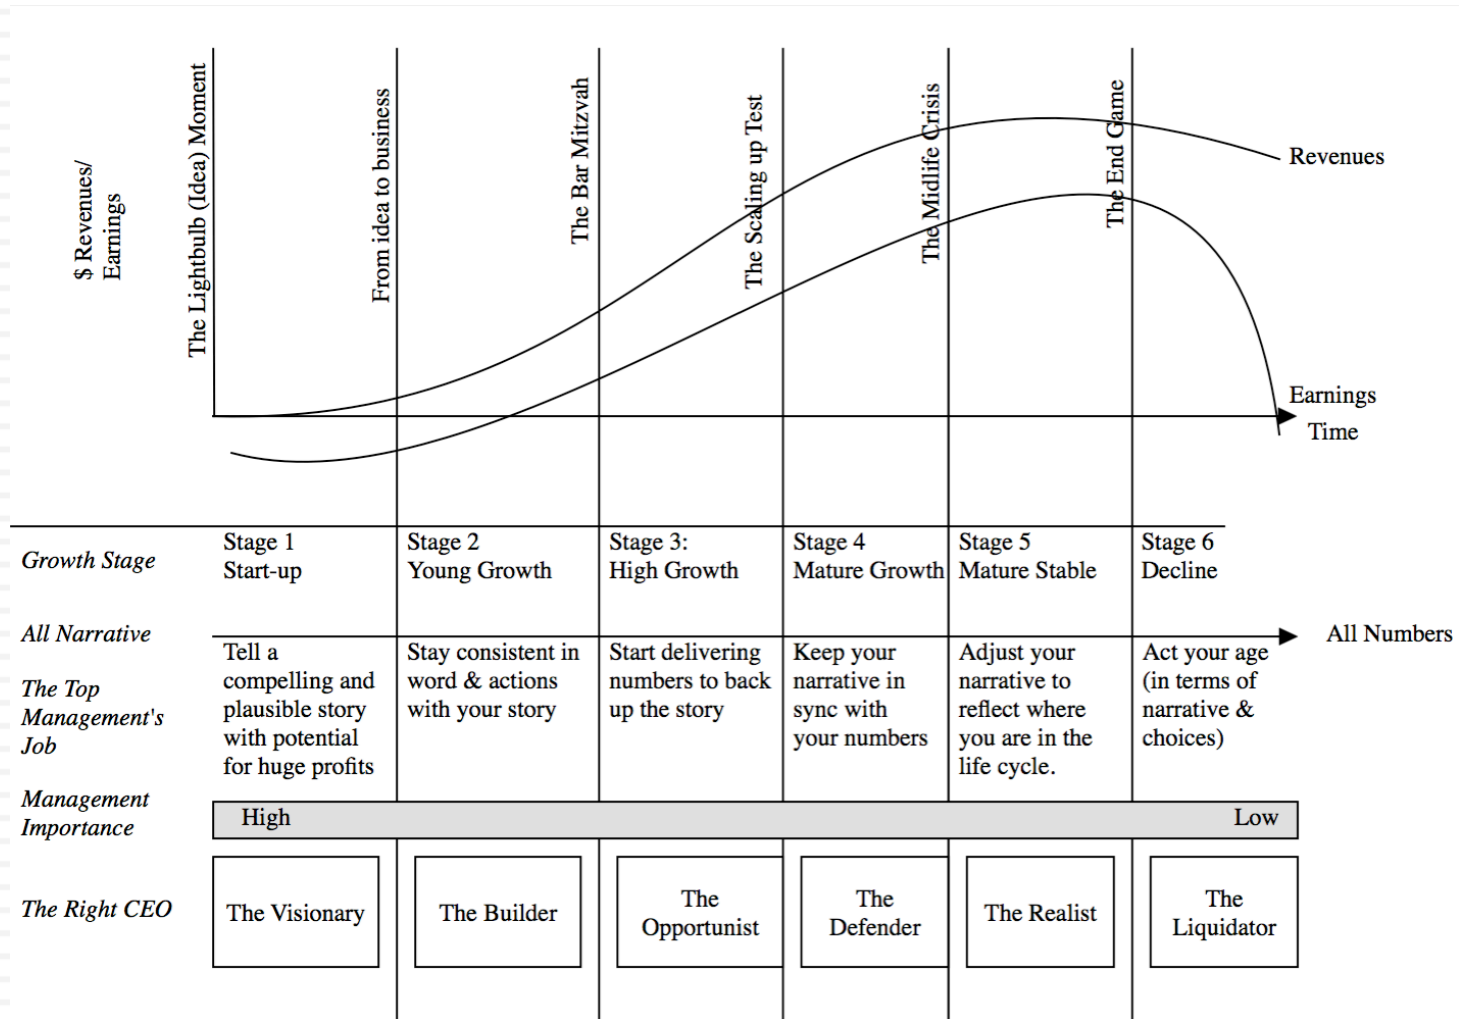 $ Revenues/
Earnings
The Lightbulb (Idea) Moment
From idea to business
The Bar Mitzvah
The Scaling up Test
The Midlife Crisis
The End Game
Revenues
Earnings
Time
Growth Stage
Stage 1
Start-up
Stage 2
Young Growth
Stage 3:
High Growth
Stage 4
Mature Growth
Stage 5
Mature Stable
Stage 6
Decline
All Narrative
All Numbers
The Top
Management's
Job
Tell a
compelling and
plausible story
with potential
for huge profits
Stay consistent in
word & actions
with your story
Start delivering
numbers to back
up the story
Keep your
narrative in
sync with
your numbers
Adjust your
narrative to
reflect where
you are in the
life cycle.
Act your age
(in terms of
narrative &
choices)
Management
Importance
High
Low
The Right CEO
The Visionary
The Builder
The
Opportunist
The
Defender
The Realist
The
Liquidator